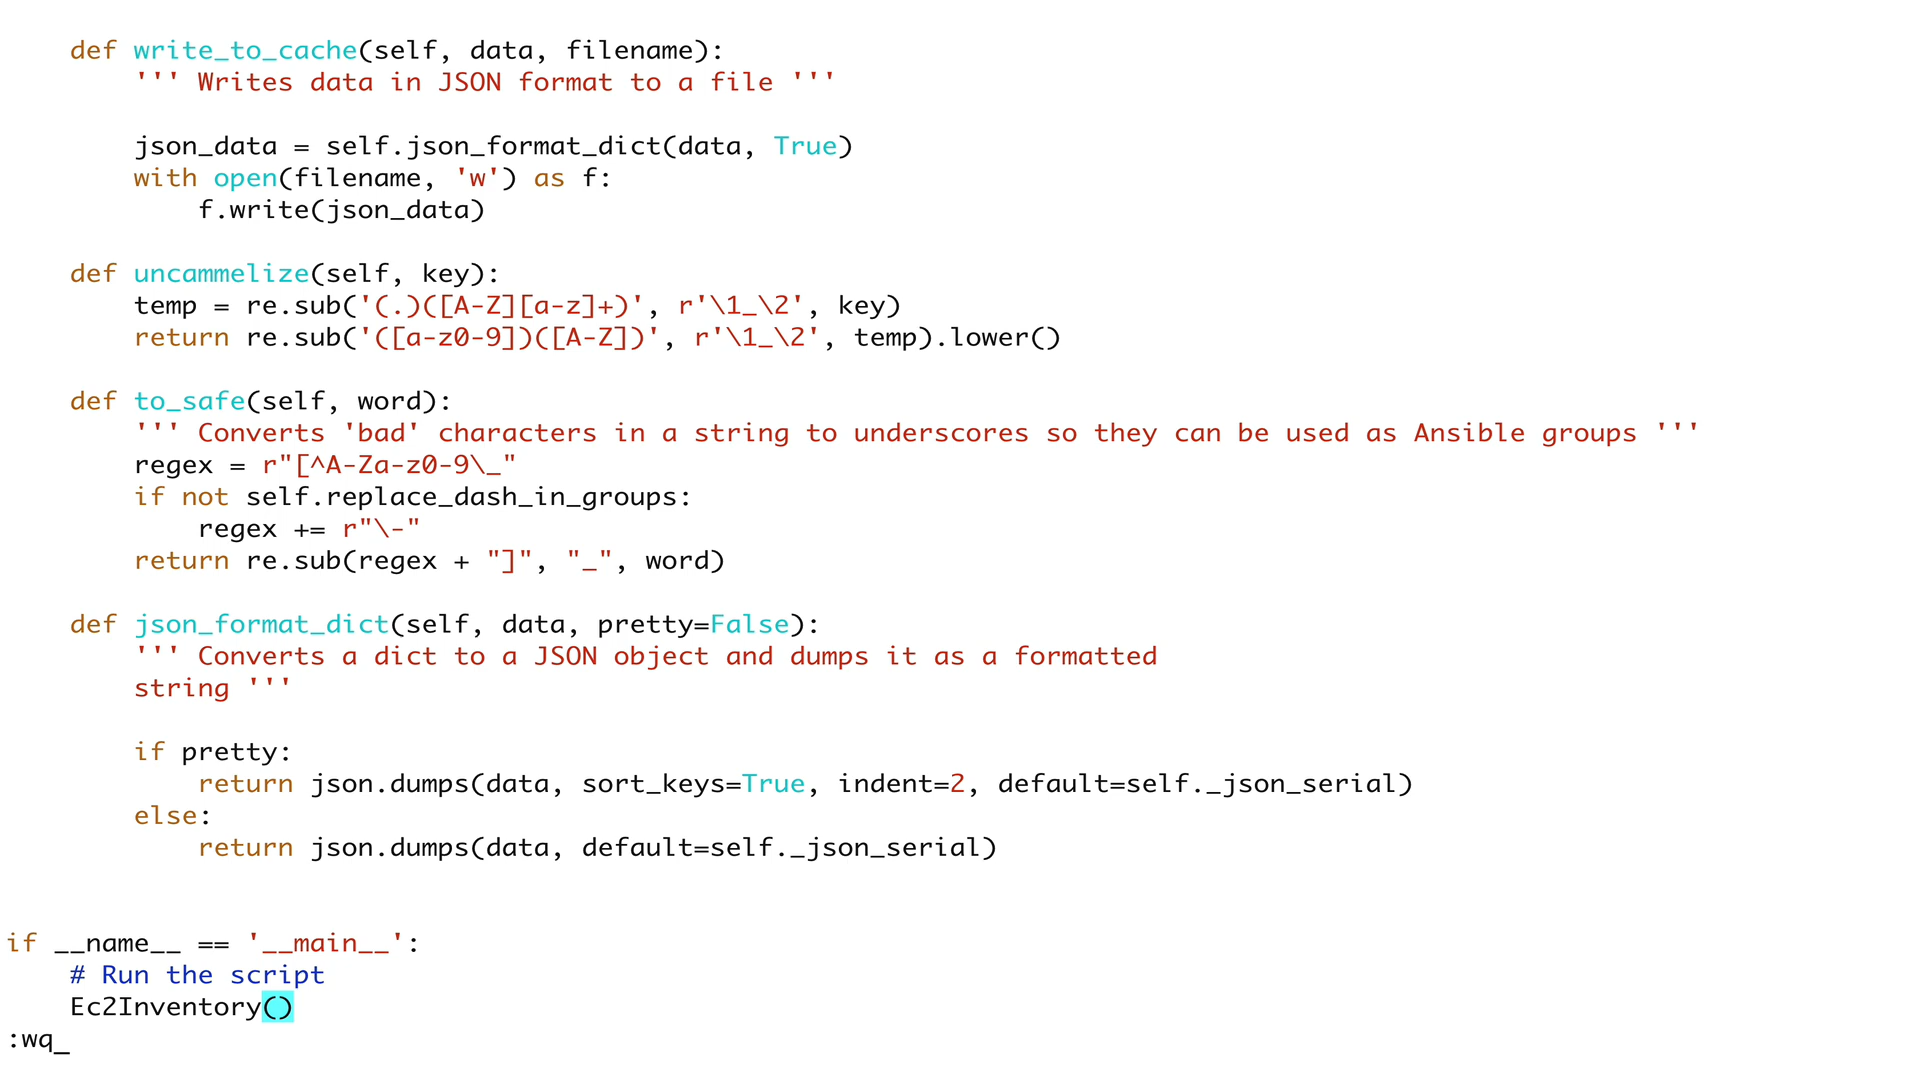 def write_to_cache(self, data, filename):
''' Writes data in JSON format to a file '''
json_data = self.json_format_dict(data, True)
with open(filename, 'w') as f:
f.write(json_data)
def uncammelize(self, key):
temp = re.sub('(.)([A-Z][a-z]+)', r'\1_\2', key)
return re.sub('([a-z0-9])([A-Z])', r'\1_\2', temp).lower()
def to_safe(self, word):
''' Converts 'bad' characters in a string to underscores so they can be used as Ansible groups '''
regex = r"[^A-Za-z0-9\_"
if not self.replace_dash_in_groups:
regex += r"\-"
return re.sub(regex + "]", "_", word)
def json_format_dict(self, data, pretty=False):
''' Converts a dict to a JSON object and dumps it as a formatted
string '''
if pretty:
return json.dumps(data, sort_keys=True, indent=2, default=self._json_serial)
else:
return json.dumps(data, default=self._json_serial)
if __name__ == '__main__':
# Run the script
Ec2Inventory()
:wq_